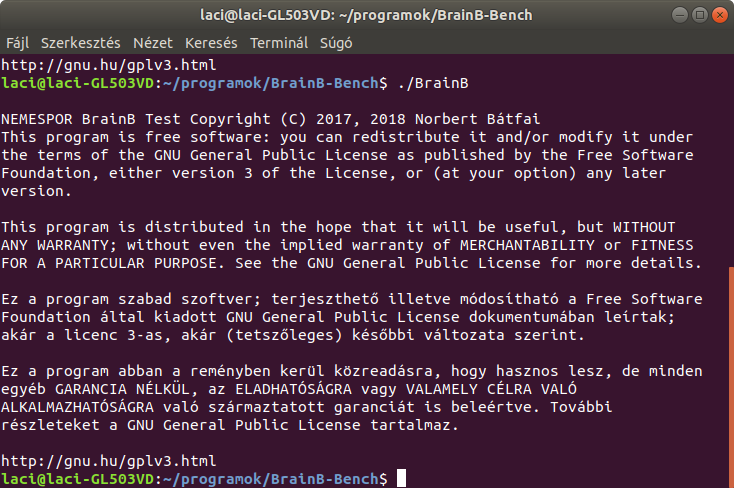 laci@laci-GL503VD: ~/programok/BrainB-Bench
Fájl Szerkesztés Nézet Keresés Terminál Súgó
http://gnu.hu/gplv3.html
laci@laci-GL503VD:~/programok/BrainB-Bench$ ./BrainB
NEMESPOR BrainB Test Copyright (C) 2017, 2018 Norbert Bátfai
This program is free software: you can redistribute it and/or modify it under
the terms of the GNU General Public License as published by the Free Software
Foundation, either version 3 of the License, or (at your option) any later
version.
This program is distributed in the hope that it will be useful, but WITHOUT
ANY WARRANTY; without even the implied warranty of MERCHANTABILITY or FITNESS
FOR A PARTICULAR PURPOSE. See the GNU General Public License for more details.
Ez a program szabad szoftver; terjeszthető illetve módosítható a Free Software
Foundation által kiadott GNU General Public License dokumentumában leírtak;
akár a licenc 3-as, akár (tetszőleges) későbbi változata szerint.
Ez a program abban a reményben kerül közreadásra, hogy hasznos lesz, de minden
egyéb GARANCIA NÉLKÜL, az ELADHATÓSÁGRA vagy VALAMELY CÉLRA VALÓ
ALKALMAZHATÓSÁGRA való származtatott garanciát is beleértve. További
részleteket a GNU General Public License tartalmaz.
http://gnu.hu/gplv3.html
laci@laci-GL503VD:~/programok/BrainB-Bench$